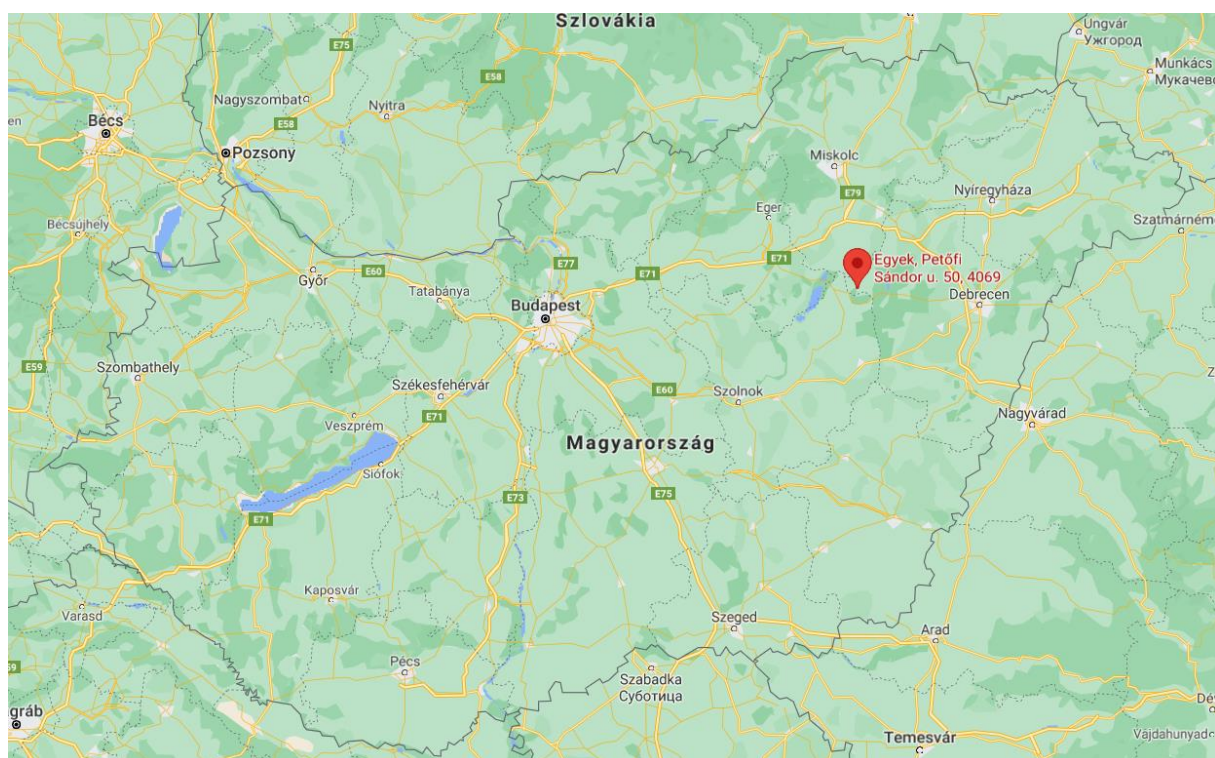 Szlovákia
Ungvár
Ужгород
E75
Munkács
Мукачево
E58
Nagyszombat
Nyitra
Bécs
E58
Pozsony
Miskolc
E79
Nyíregyháza
Eger
Szatmárném
Bécsújhely
E77
E71
E71
Egyek, Petőfi
Sándor u. 50, 4069
E60
Győr
Tatabánya
Debrecen
Budapest
E59
Szombathely
Székesfehérvár
E60
Szolnok
E71
Veszprém
Nagyvárad
Magyarország
Siófok
E73
E75
E71
Kaposvár
Varasd
Szeged
Arad
Pécs
Szabadka
Суботица
gráb
Temesvár
Vajdahunyad